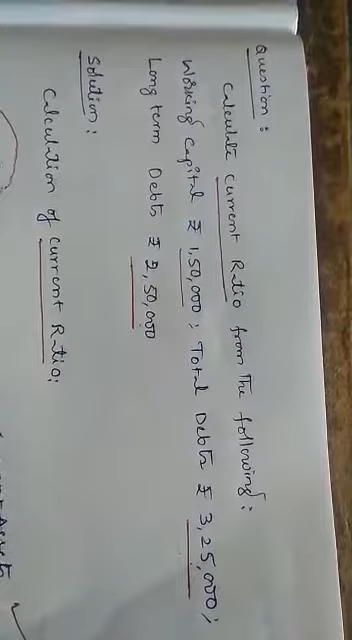 Question :
Calculate Current Ratio from the following:
Working Capital ₹ 1,50,000 ; Total Debts ₹ 3,25,000 ;
Long term Debts ₹ 2,50,000
Solution :
Calculation of Current Ratio: